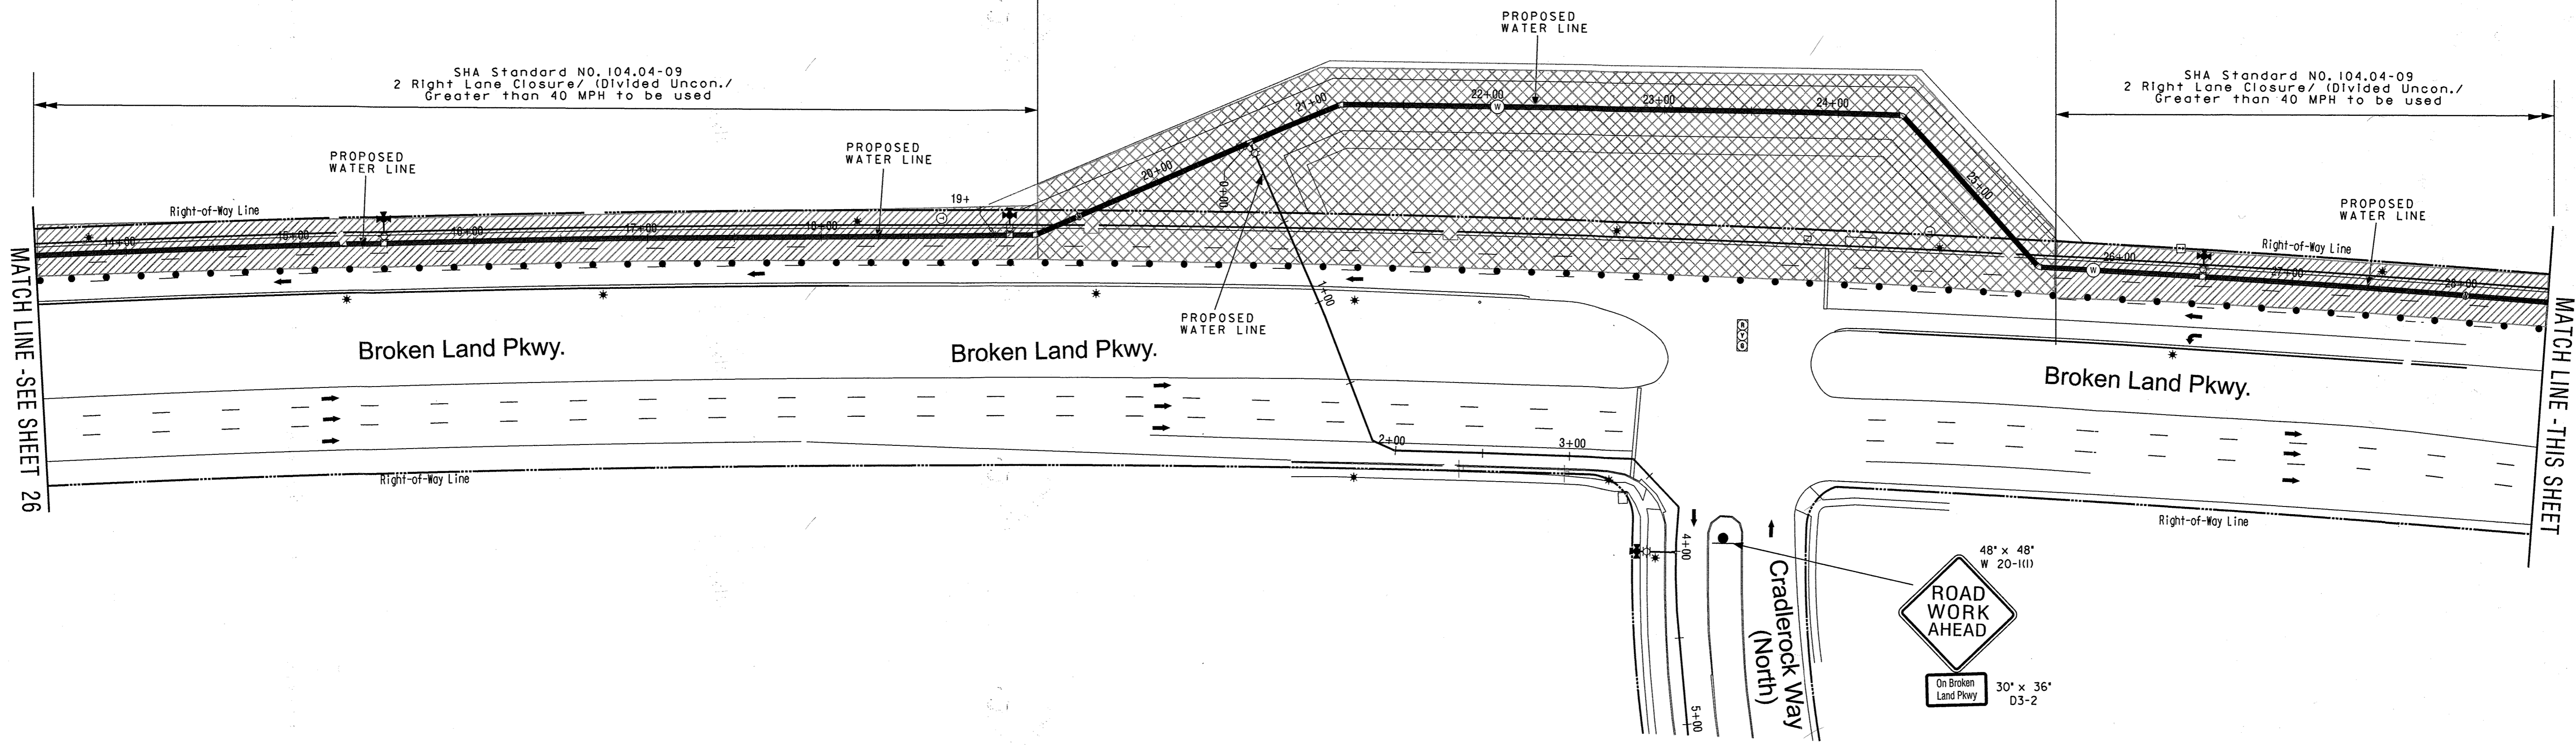 PROPOSED
WATER LINE
SHA Standard NO. 104.04-09
2 Right Lane Closure/ (Divided Uncon./
Greater than 40 MPH to be used
SHA Standard NO. 104.04-09
2 Right Lane Closure/ (Divided Uncon./
Greater than 40 MPH to be used
21+00
22+00
W
23+00
24+00
PROPOSED
WATER LINE
PROPOSED
WATER LINE
20+00
0+00
25+00
19+
Right-of-Way Line
PROPOSED
WATER LINE
14+00
15+00
16+00
17+00
18+00
Right-of-Way Line
26+00
W
27+00
28+00
1+00
PROPOSED
WATER LINE
R
Y
G
MATCH LINE -SEE SHEET 26
Broken Land Pkwy.
Broken Land Pkwy.
Broken Land Pkwy.
MATCH LINE -THIS SHEET
2+00
3+00
Right-of-Way Line
Right-of-Way Line
4+00
5+00
Cradlerock Way
(North)
48" x 48"
W 20-1(1)
ROAD
WORK
AHEAD
On Broken
Land Pkwy
30" x 36"
D3-2